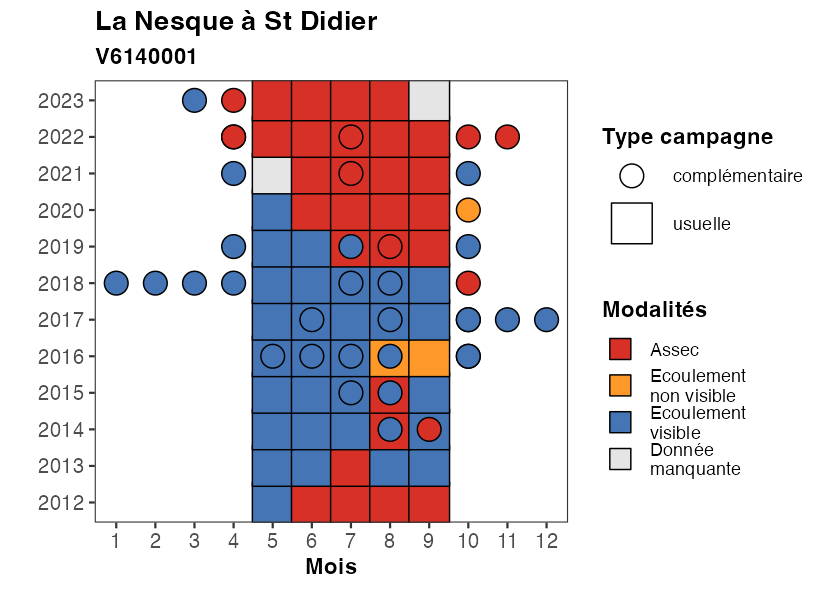 La Nesque à St Didier
V6140001
2023
2022
2021
2020
2019
2018
2017
2016
2015
2014
2013
2012
1 2 3 4 5 6 7 8 9 10 11 12
Mois
Type campagne
complémentaire
usuelle
Modalités
Assec
Ecoulement
non visible
Ecoulement
visible
Donnée
manquante